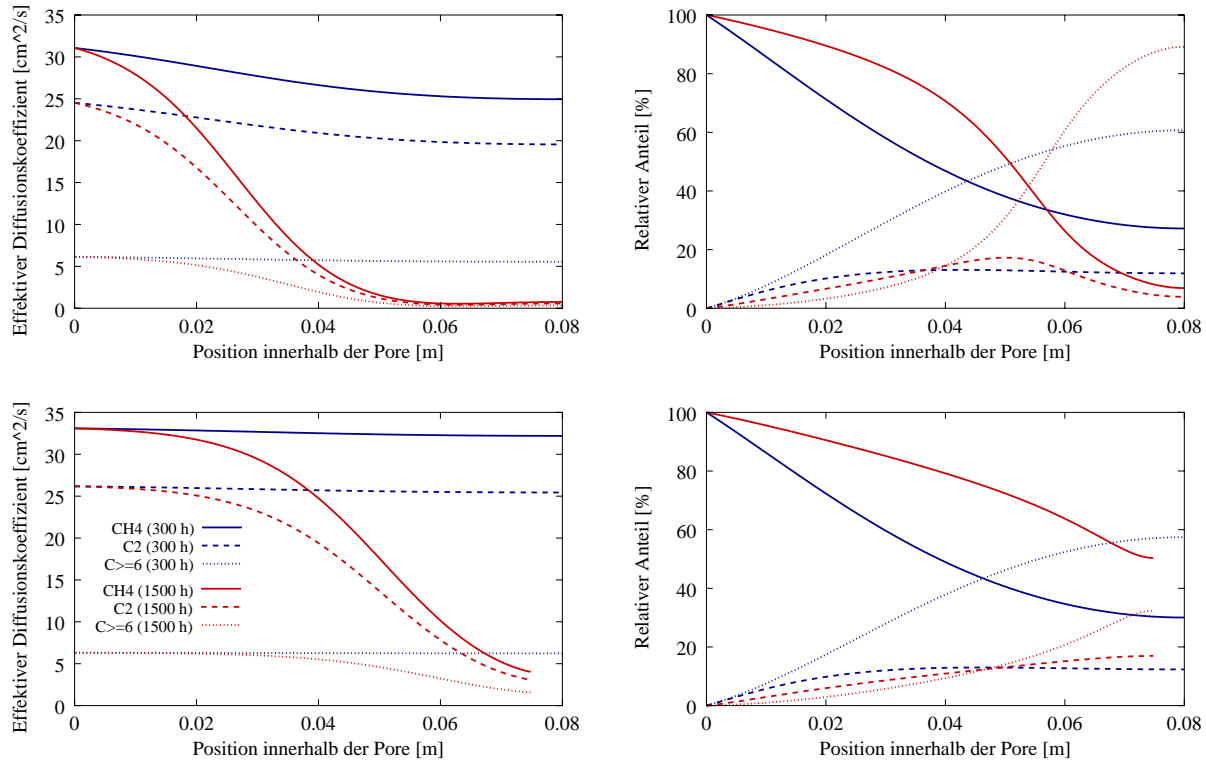 Effektiver Diffusionskoeffizient [cm^2/s]
35
30
25
20
15
10
5
0
0 0.02 0.04 0.06 0.08
Position innerhalb der Pore [m]
Relativer Anteil [%]
100
80
60
40
20
0
0 0.02 0.04 0.06 0.08
Position innerhalb der Pore [m]
Effektiver Diffusionskoeffizient [cm^2/s]
35
30
25
20
15
10
5
0
0 0.02 0.04 0.06 0.08
Position innerhalb der Pore [m]
CH4 (300 h)
C2 (300 h)
C>=6 (300 h)
CH4 (1500 h)
C2 (1500 h)
C>=6 (1500 h)
Relativer Anteil [%]
100
80
60
40
20
0
0 0.02 0.04 0.06 0.08
Position innerhalb der Pore [m]